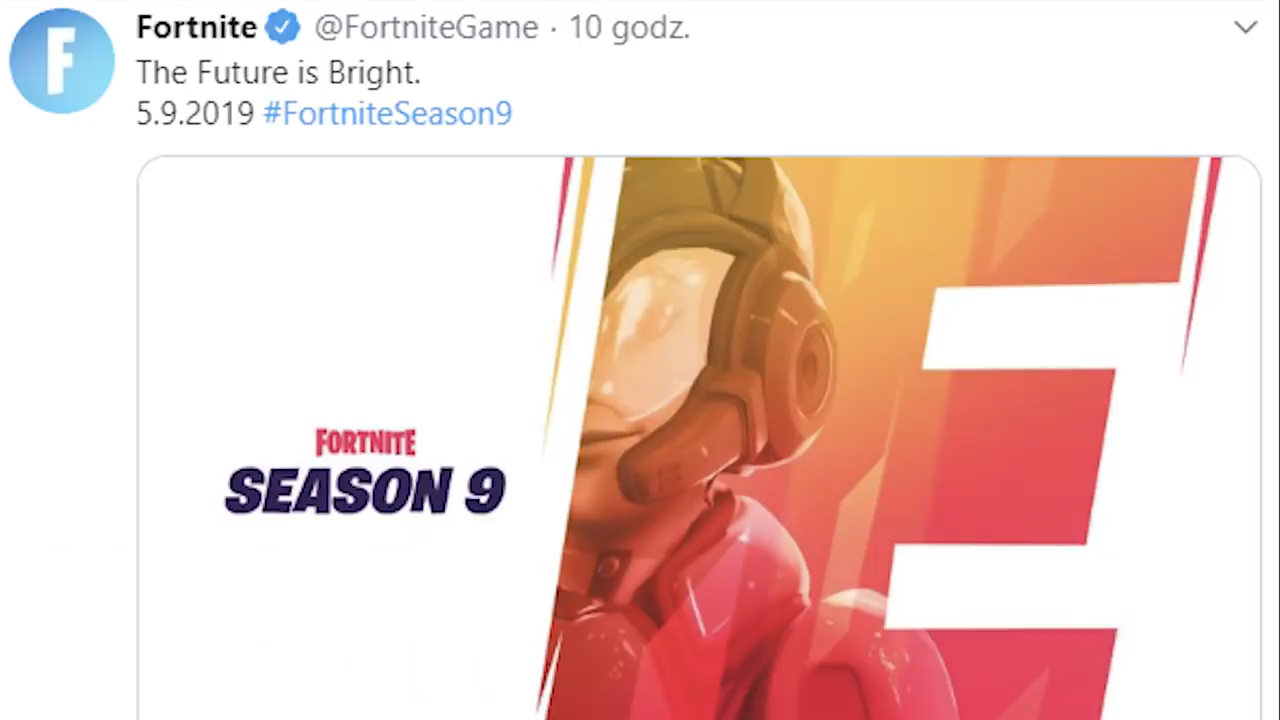 Fortnite @FortniteGame · 10 godz.
The Future is Bright.
5.9.2019 #FortniteSeason9
F
FORTNITE
SEASON 9
E